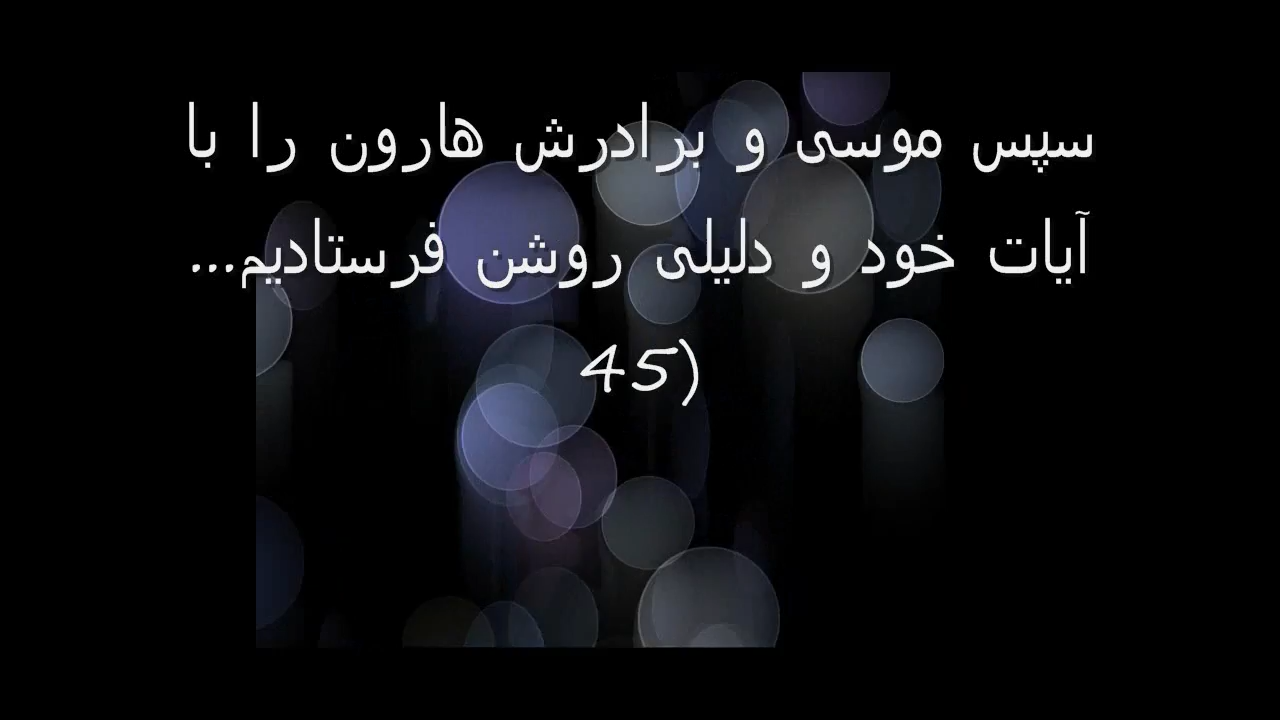 سپس موسی و برادرش هارون را با
آیات خود و دلیلی روشن فرستادیم...
(45